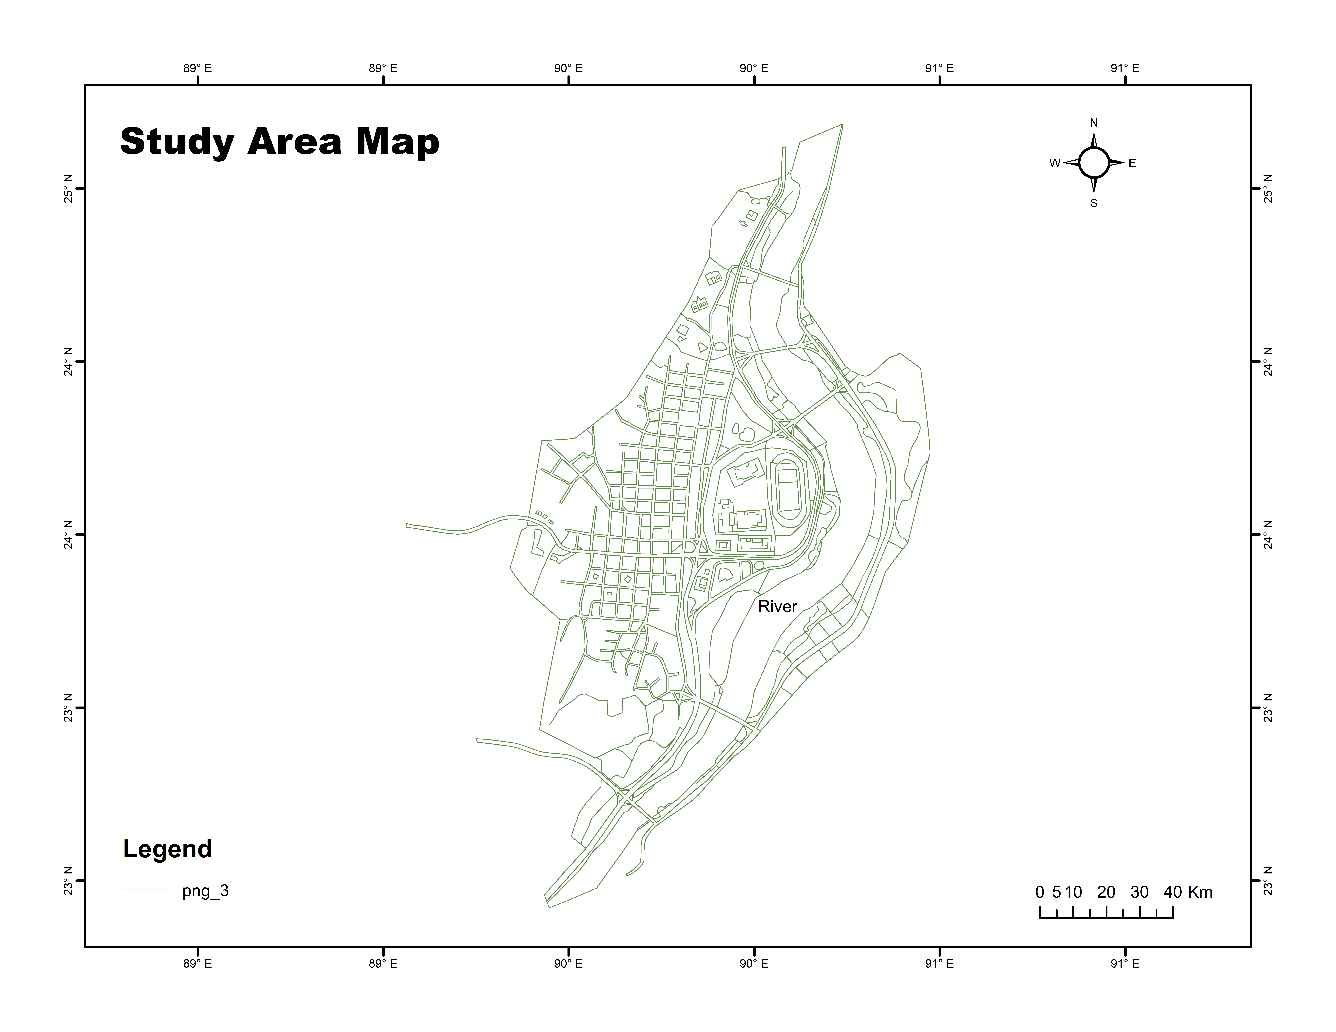 89° E 89° E 90° E 90° E 91° E 91° E
Study Area Map
N
W E
S
25° N 25° N
24° N 24° N
24° N 24° N
River
23° N 23° N
Legend
png_3
23° N 23° N
0 5 10 20 30 40 Km
89° E 89° E 90° E 90° E 91° E 91° E